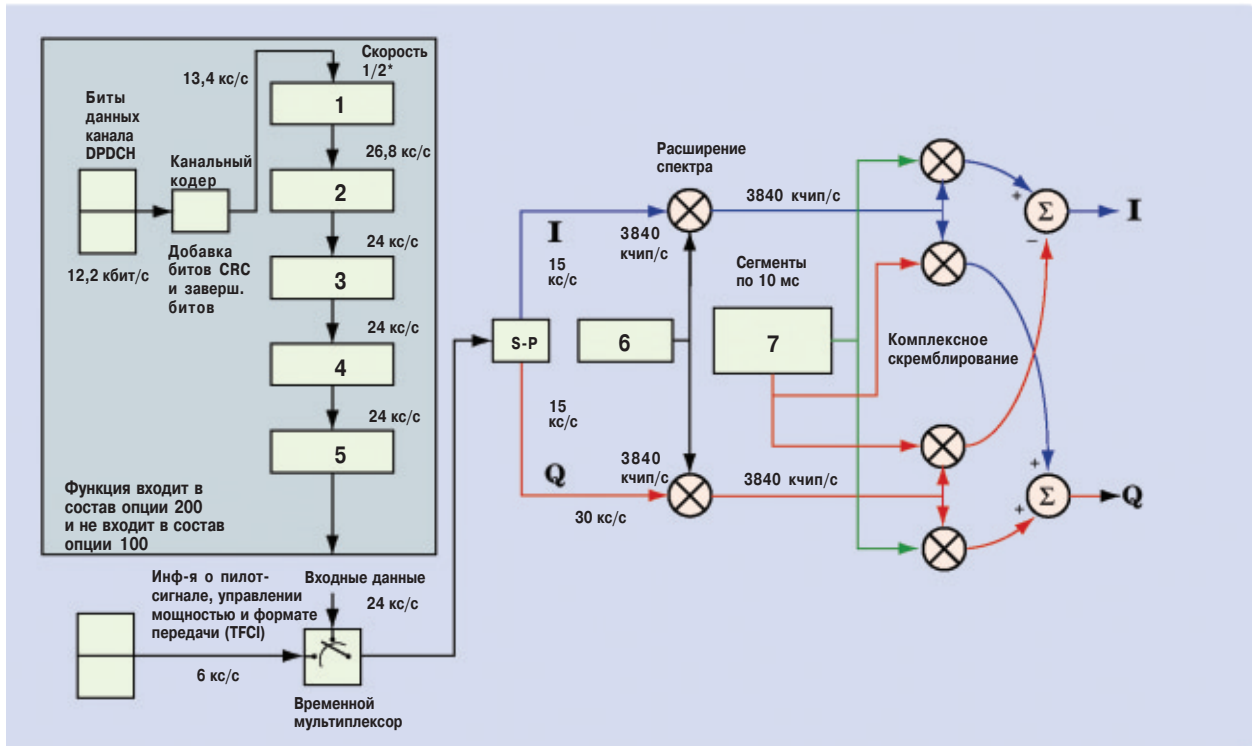 Скорость
1/2*
13,4 кс/с
Биты
данных
канала
DPDCH
1
Канальный
кодер
26,8 кс/с
2
12,2 кбит/с
Добавка
битов CRC
и заверш.
битов
24 кс/с
3
24 кс/с
4
24 кс/с
5
Функция входит в
состав опции 200
и не входит в состав
опции 100
Инф-я о пилот-
сигнале, управлении
мощностью и формате
передачи (TFCI)
6 кс/с
Входные данные
24 кс/с
Временной
мультиплексор
S-P
I
15
кс/с
15
кс/с
Q
30 кс/с
Расширение
спектра
3840 кчип/с
3840
кчип/с
6
3840
кчип/с
3840 кчип/с
Сегменты
по 10 мс
7
Комплексное
скремблирование
+
Σ
−
I
+
Σ
+
Q